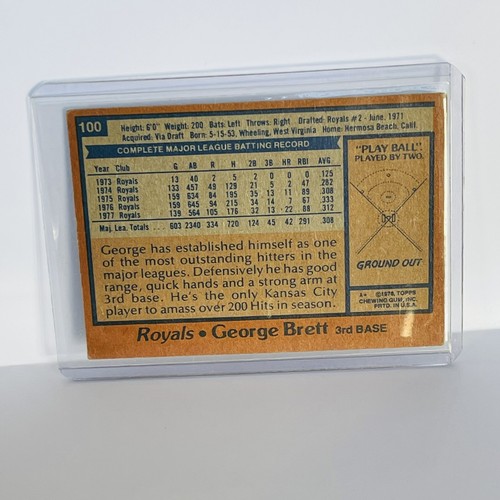 100
Height: 6'0" Weight: 200 Bats: Left Throws: Right Drafted: Royals #2 - June, 1971
Acquired: Via Draft Born: 5-15-53, Wheeling, West Virginia Home: Hermosa Beach, Calif.
COMPLETE MAJOR LEAGUE BATTING RECORD
Year Club G AB R H 2B 3B HR RBI AVG.
1973 Royals 13 40 2 5 2 0 0 0 .125
1974 Royals 133 457 49 129 21 5 2 47 .282
1975 Royals 159 634 84 195 35 13 11 89 .308
1976 Royals 159 645 94 215 34 14 7 67 .333
1977 Royals 139 564 105 176 32 13 22 88 .312
Maj. Lea. Totals .... 603 2340 334 720 124 45 42 291 .308
George has established himself as one
of the most outstanding hitters in the
major leagues. Defensively he has good
range, quick hands and a strong arm at
3rd base. He's the only Kansas City
player to amass over 200 Hits in season.
"PLAY BALL"
PLAYED BY TWO.
GROUND OUT
©1978, TOPPS
CHEWING GUM, INC.
PRTD. IN U.S.A.
Royals • George Brett 3rd BASE